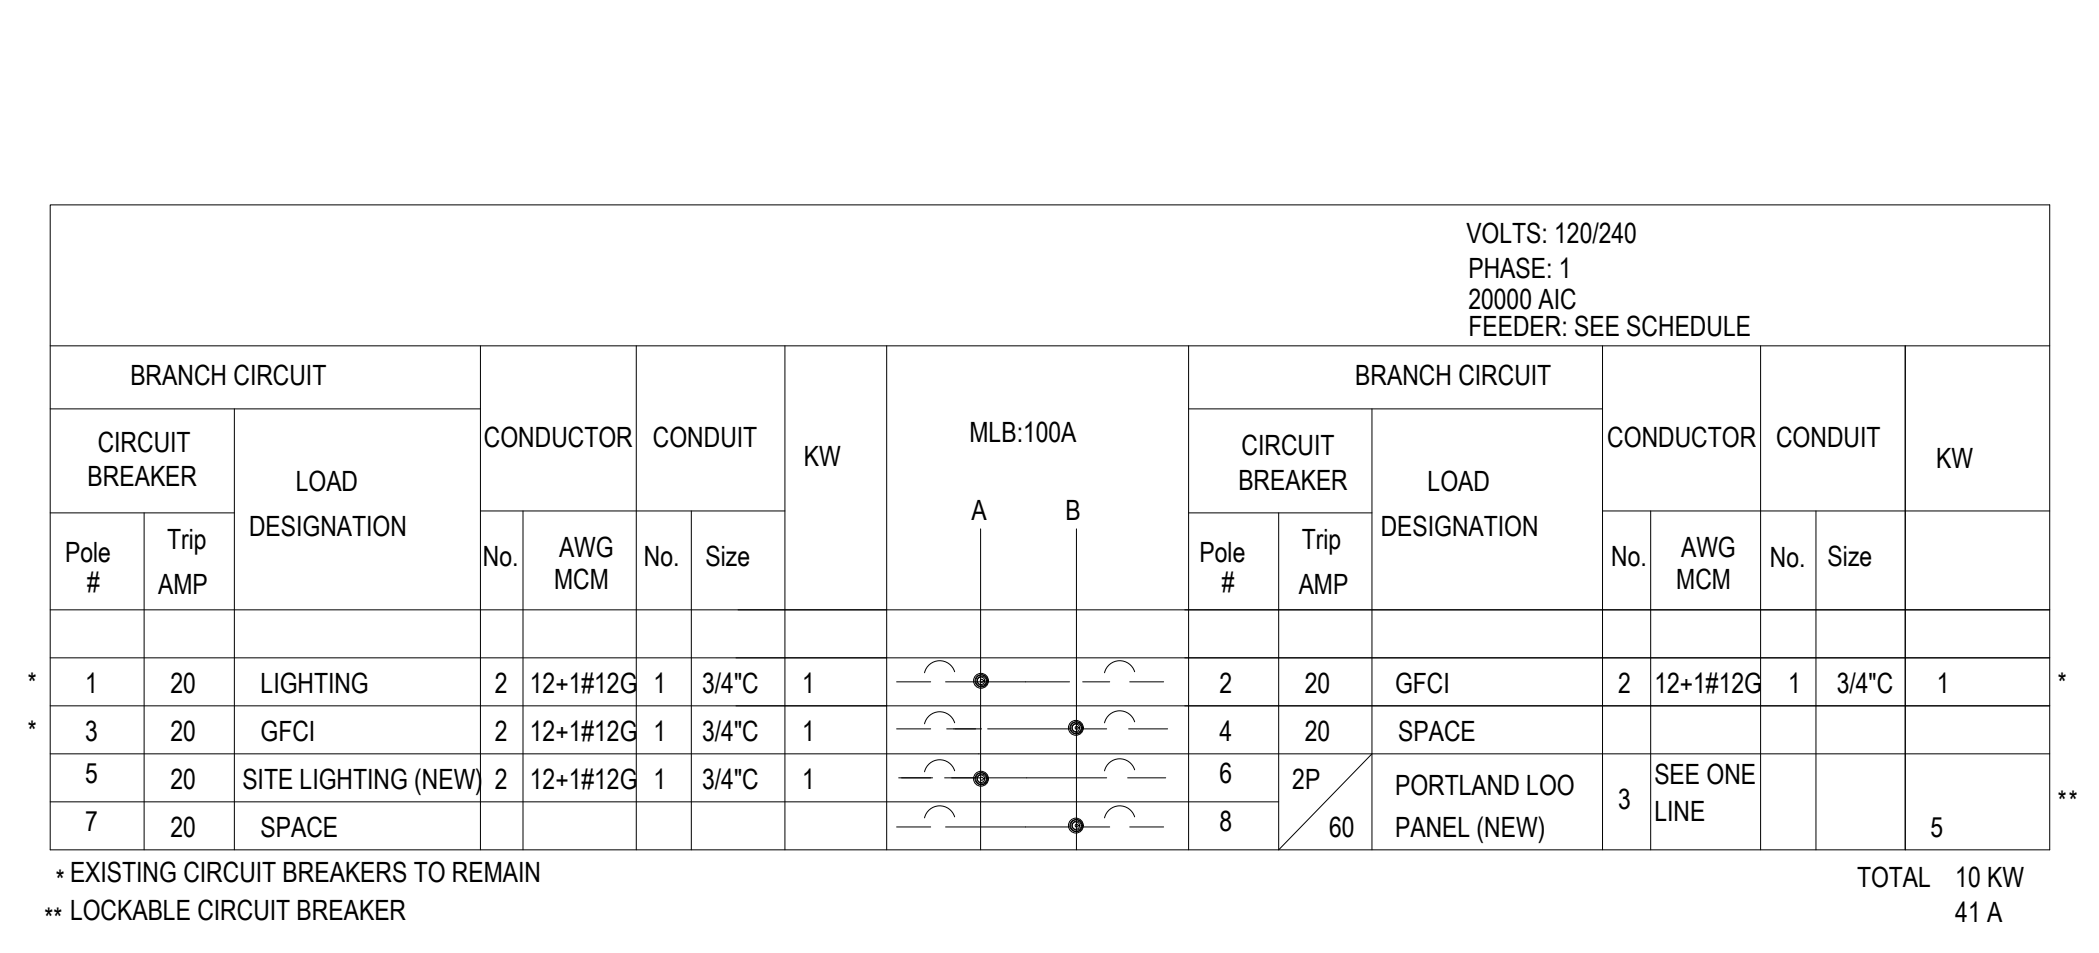 VOLTS: 120/240
PHASE: 1
20000 AIC
FEEDER: SEE SCHEDULE
BRANCH CIRCUIT
CONDUCTOR
CONDUIT
KW
MLB:100A
A B
BRANCH CIRCUIT
CONDUCTOR
CONDUIT
KW
CIRCUIT
BREAKER
LOAD
DESIGNATION
CIRCUIT
BREAKER
LOAD
DESIGNATION
Pole
#
Trip
AMP
No.
AWG
MCM
No.
Size
Pole
#
Trip
AMP
No.
AWG
MCM
No.
Size
* 1 20 LIGHTING 2 12+1#12G 1 3/4"C 1 2 20 GFCI 2 12+1#12G 1 3/4"C 1 *
* 3 20 GFCI 2 12+1#12G 1 3/4"C 1 4 20 SPACE
5 20 SITE LIGHTING (NEW) 2 12+1#12G 1 3/4"C 1 6 2P PORTLAND LOO 3 SEE ONE **
7 20 SPACE 8 60 PANEL (NEW) LINE 5
* EXISTING CIRCUIT BREAKERS TO REMAIN
** LOCKABLE CIRCUIT BREAKER
TOTAL 10 KW
41 A